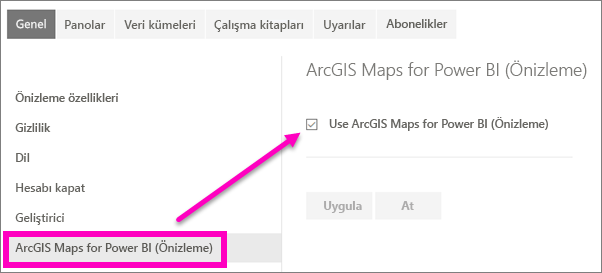 Genel Panolar Veri kümeleri Çalışma kitapları Uyarılar Abonelikler
ArcGIS Maps for Power BI (Önizleme)
Önizleme özellikleri
Gizlilik
Dil
Hesabı kapat
Geliştirici
ArcGIS Maps for Power BI (Önizleme)
Use ArcGIS Maps for Power BI (Önizleme)
Uygula At